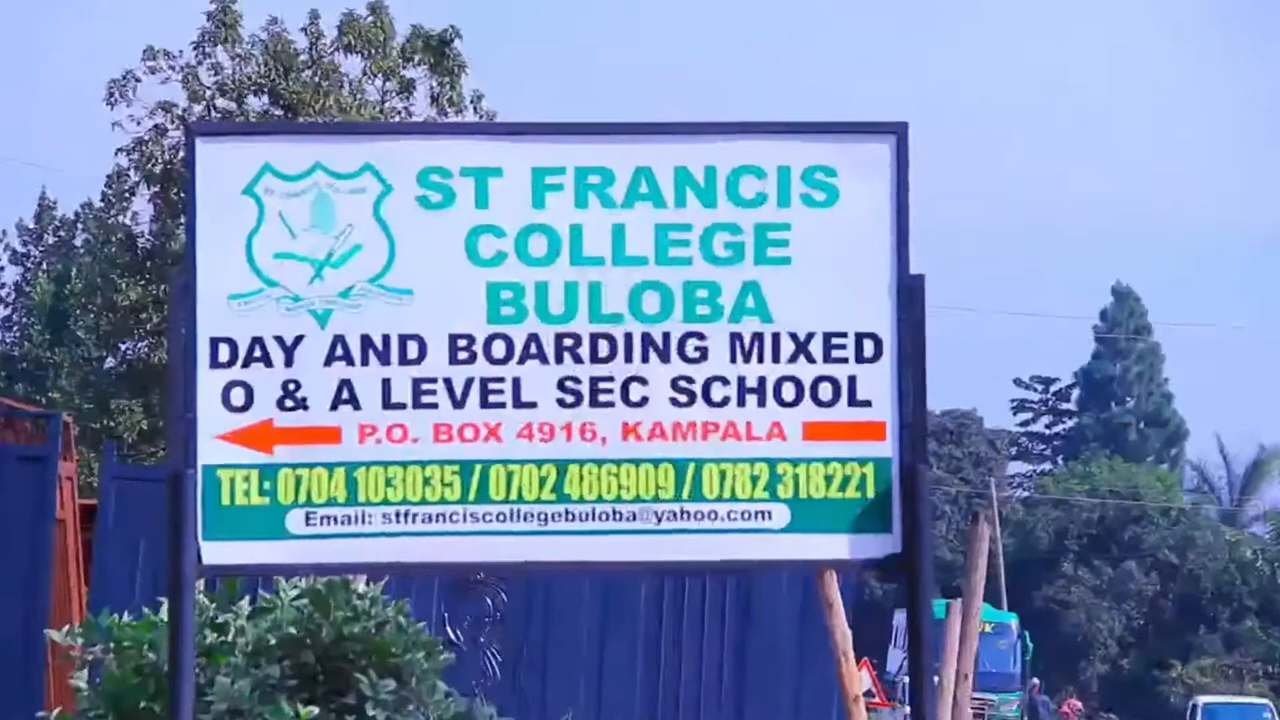 ST FRANCIS
COLLEGE
BULOBA
DAY AND BOARDING MIXED
O & A LEVEL SEC SCHOOL
P.O. BOX 4916, KAMPALA
TEL: 0704 103035 / 0702 486909 / 0782 318221
Email: stfranciscollegebuloba@yahoo.com